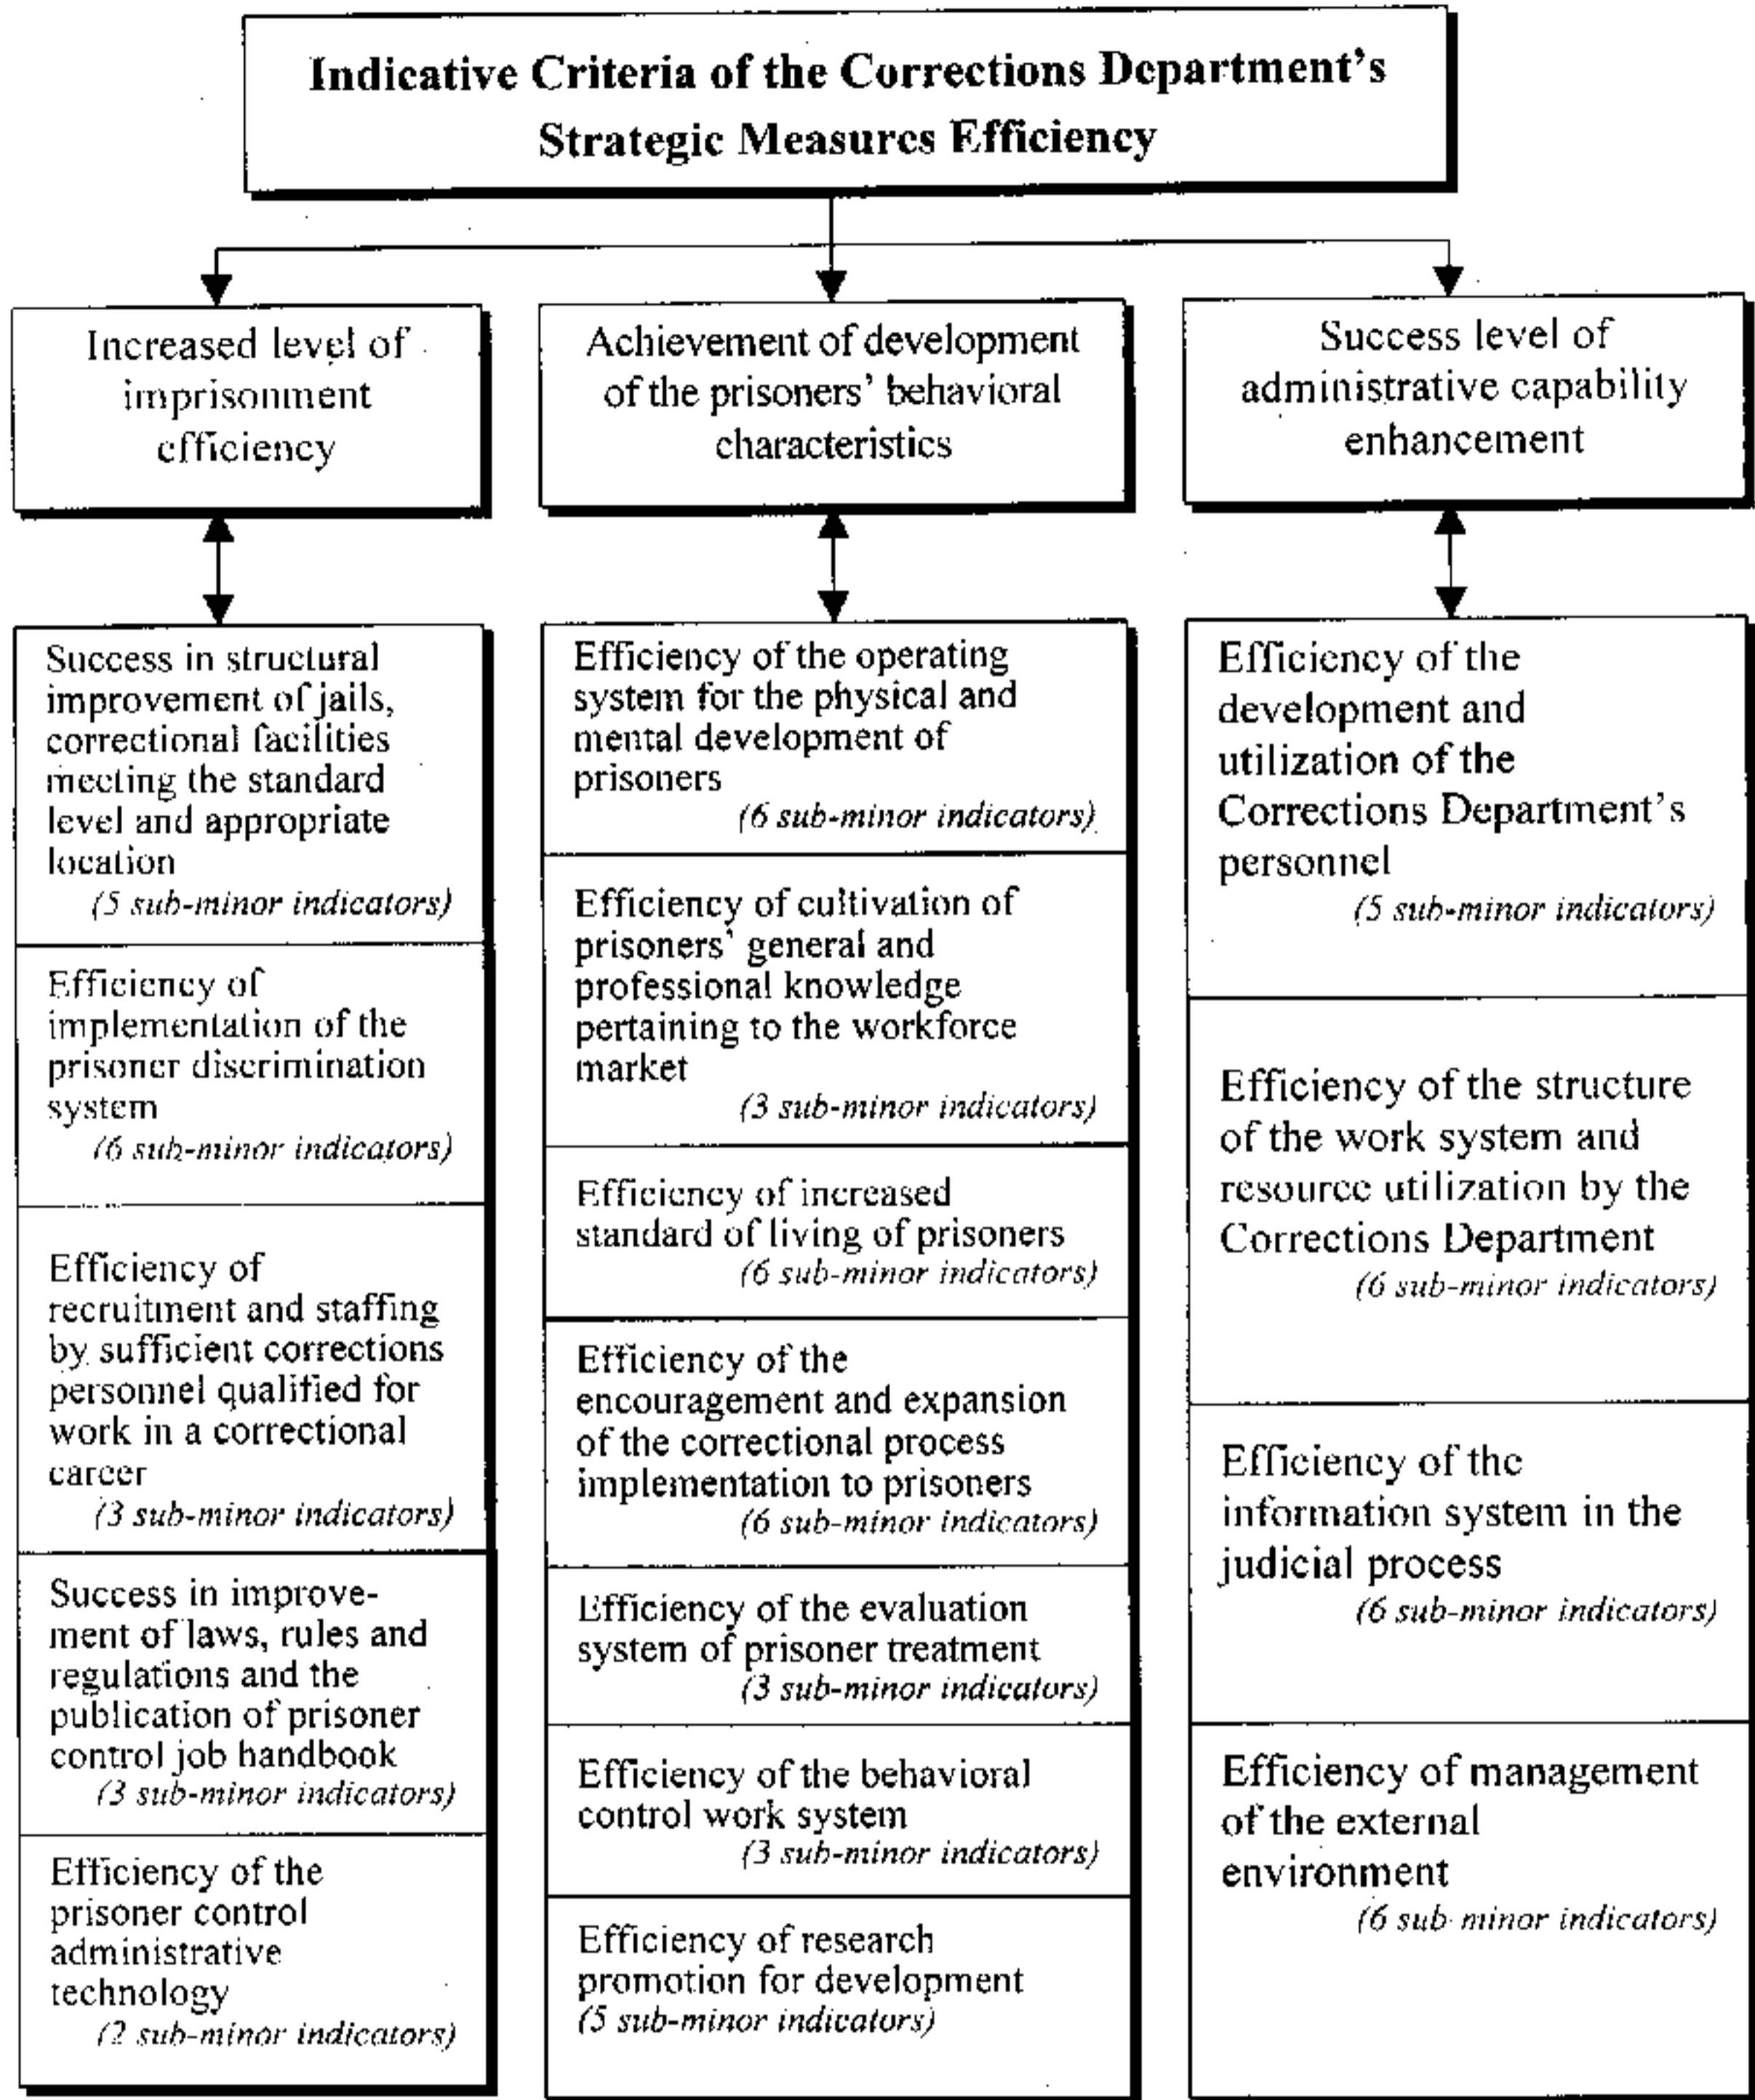 Indicative Criteria of the Corrections Department's
Strategic Measures Efficiency
Increased level of
imprisonment
efficiency
Achievement of development
of the prisoners' behavioral
characteristics
Success level of
administrative capability
enhancement
Success in structural
improvement of jails,
correctional facilities
meeting the standard
level and appropriate
location
(5 sub-minor indicators)
Efficiency of
implementation of the
prisoner discrimination
system
(6 sub-minor indicators)
Efficiency of
recruitment and staffing
by sufficient corrections
personnel qualified for
work in a correctional
career
(3 sub-minor indicators)
Success in improve-
ment of laws, rules and
regulations and the
publication of prisoner
control job handbook
(3 sub-minor indicators)
Efficiency of the
prisoner control
administrative
technology
(2 sub-minor indicators)
Efficiency of the operating
system for the physical and
mental development of
prisoners
(6 sub-minor indicators)
Efficiency of cultivation of
prisoners' general and
professional knowledge
pertaining to the workforce
market
(3 sub-minor indicators)
Efficiency of increased
standard of living of prisoners
(6 sub-minor indicators)
Efficiency of the
encouragement and expansion
of the correctional process
implementation to prisoners
(6 sub-minor indicators)
Efficiency of the evaluation
system of prisoner treatment
(3 sub-minor indicators)
Efficiency of the behavioral
control work system
(3 sub-minor indicators)
Efficiency of research
promotion for development
(5 sub-minor indicators)
Efficiency of the
development and
utilization of the
Corrections Department's
personnel
(5 sub-minor indicators)
Efficiency of the structure
of the work system and
resource utilization by the
Corrections Department
(6 sub-minor indicators)
Efficiency of the
information system in the
judicial process
(6 sub-minor indicators)
Efficiency of management
of the external
environment
(6 sub-minor indicators)